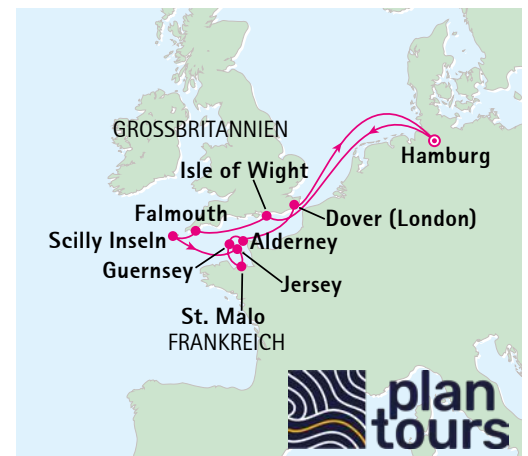 GROSSBRITANNIEN
Hamburg
Isle of Wight
Falmouth
Dover (London)
Scilly Inseln
Alderney
Guernsey
Jersey
St. Malo
FRANKREICH
plan
tours